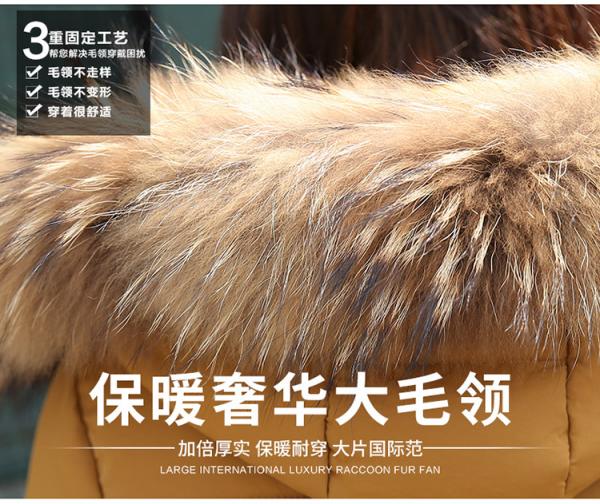 3重固定工艺
帮您解决毛领穿戴困扰
毛领不走样
毛领不变形
穿着很舒适
保暖奢华大毛领
加倍厚实 保暖耐穿 大片国际范
LARGE INTERNATIONAL LUXURY RACCOON FUR FAN